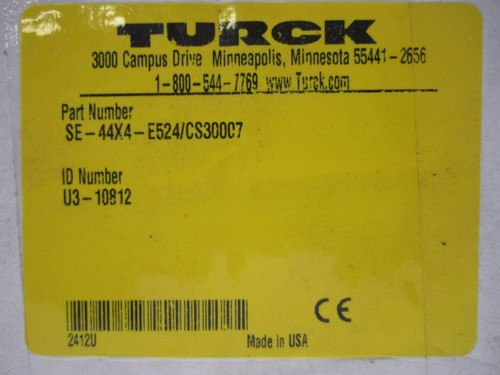 TURCK
3000 Campus Drive Minneapolis, Minnesota 55441-2656
1-800-544-7769 www.Turck.com
Part Number
SE-44X4-E524/CS30007
ID Number
U3-10812
CE
2412U
Made in USA